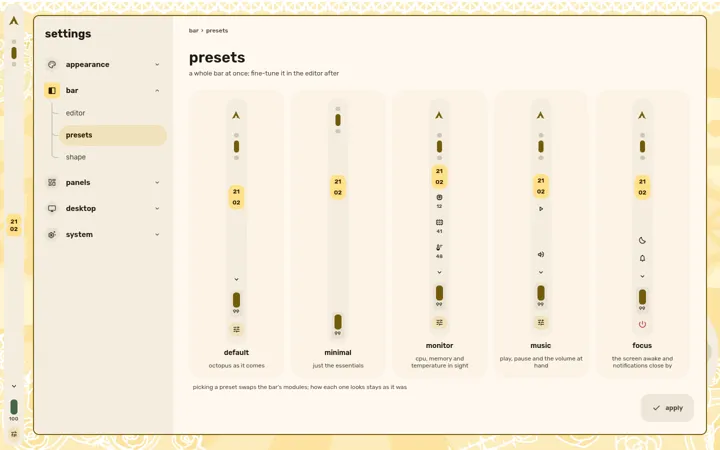 settings
appearance
bar
editor
presets
shape
panels
desktop
system
21
02
100
bar › presets
presets
a whole bar at once; fine-tune it in the editor after
21
02
99
default
octopus as it comes
21
02
99
minimal
just the essentials
21
02
12
41
48
99
monitor
cpu, memory and
temperature in sight
21
02
99
music
play, pause and the volume at
hand
21
02
99
focus
the screen awake and
notifications close by
picking a preset swaps the bar's modules; how each one looks stays as it was
apply